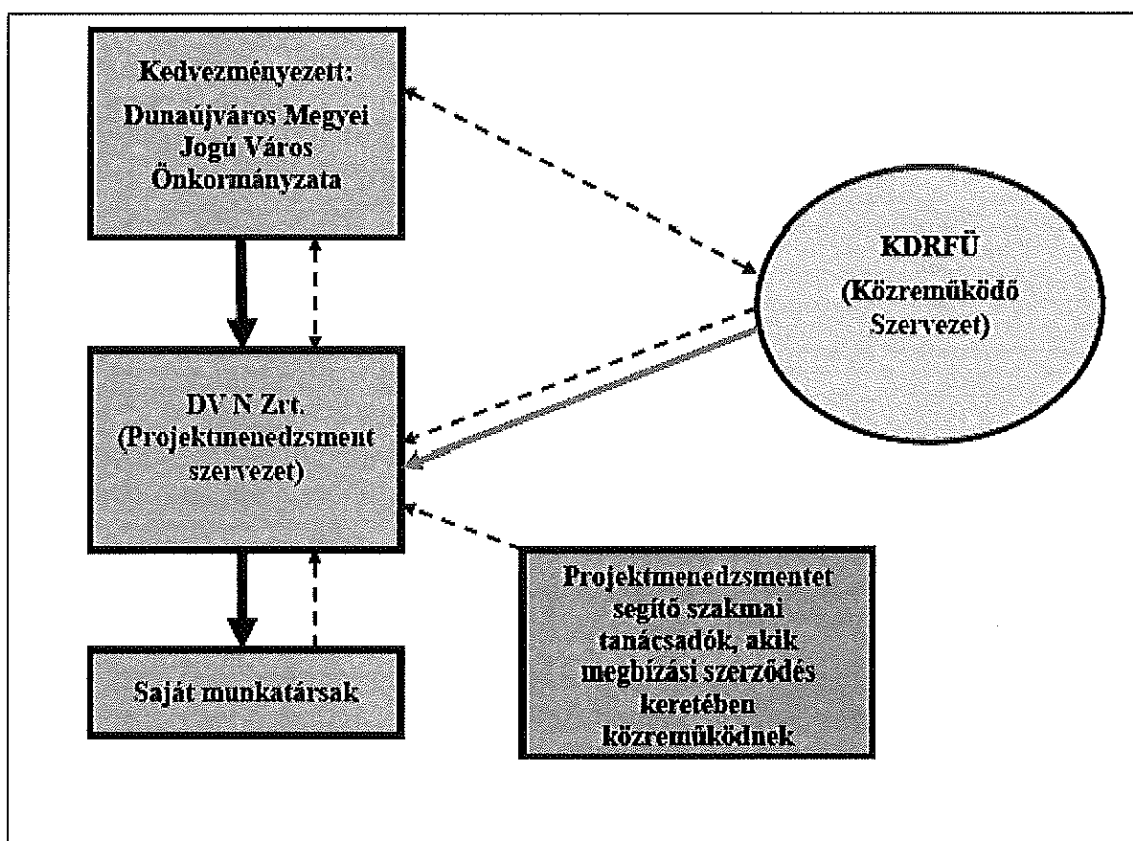 Kedvezményezett:
Dunaújváros Megyei
Jogú Város
Önkormányzata
KDRFÜ
(Közreműködő
Szervezet)
DV N Zrt.
(Projektmenedzsment
szervezet)
Projektmenedzsmentet
segítő szakmai
tanácsadók, akik
megbízási szerződés
keretében
közreműködnek
Saját munkatársak